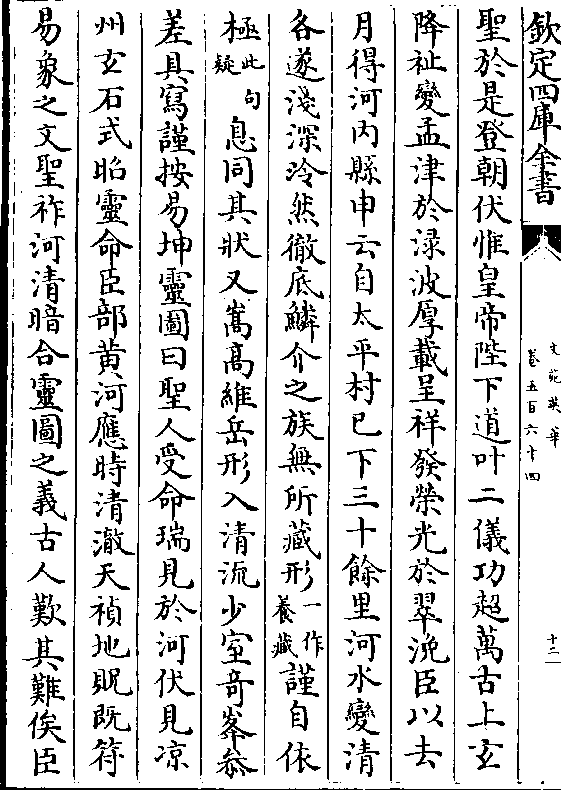 欽定四庫全書
文苑英華
卷五百六十四
十二
聖於是登朝伏惟皇帝陛下道叶二儀功超萬古上玄
降祉變孟津於渌波厚載呈祥發榮光於翠浼臣以去
月得河内縣申云自太平村已下三十餘里河水變清
各遂淺深泠然徹底鱗介之族無所藏形一作養藏謹自依
極此句疑息同其狀又嵩高維岳形入清流少室竒峯叅
差具寫謹按易坤靈圖曰聖人受命瑞見於河伏見凉
州玄石式昭靈命臣部黄河應時清澈天禎地貺既符
易象之文聖祚河清暗合靈圖之義古人歎其難俟臣